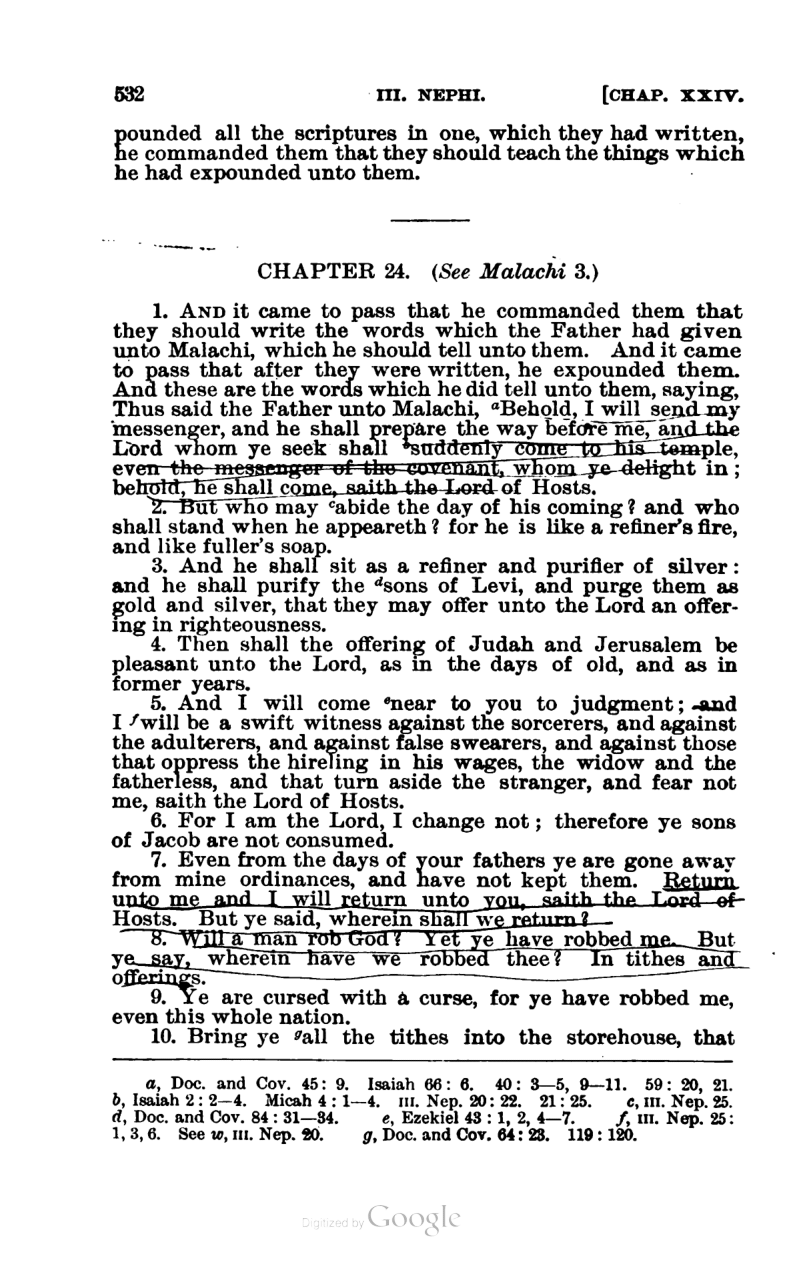 532 III. NEPHI. [CHAP. XXIV.
pounded all the scriptures in one, which they had written,
he commanded them that they should teach the things which
he had expounded unto them.
CHAPTER 24. (See Malachi 3.)
1. AND it came to pass that he commanded them that
they should write the words which the Father had given
unto Malachi, which he should tell unto them. And it came
to pass that after they were written, he expounded them.
And these are the words which he did tell unto them, saying,
Thus said the Father unto Malachi, aBehold, I will send my
messenger, and he shall prepare the way before me, and the
Lord whom ye seek shall bsuddenly come to his temple,
even the messenger of the covenant, whom ye delight in;
behold, he shall come, saith the Lord of Hosts.
2. But who may cabide the day of his coming? and who
shall stand when he appeareth? for he is like a refiner's fire,
and like fuller's soap.
3. And he shall sit as a refiner and purifier of silver:
and he shall purify the dsons of Levi, and purge them as
gold and silver, that they may offer unto the Lord an offer-
ing in righteousness.
4. Then shall the offering of Judah and Jerusalem be
pleasant unto the Lord, as in the days of old, and as in
former years.
5. And I will come enear to you to judgment; and
I fwill be a swift witness against the sorcerers, and against
the adulterers, and against false swearers, and against those
that oppress the hireling in his wages, the widow and the
fatherless, and that turn aside the stranger, and fear not
me, saith the Lord of Hosts.
6. For I am the Lord, I change not; therefore ye sons
of Jacob are not consumed.
7. Even from the days of your fathers ye are gone away
from mine ordinances, and have not kept them. Return
unto me and I will return unto you, saith the Lord of
Hosts. But ye said, wherein shall we return?
8. Will a man rob God? Yet ye have robbed me. But
ye say, wherein have we robbed thee? In tithes and
offerings.
9. Ye are cursed with a curse, for ye have robbed me,
even this whole nation.
10. Bring ye gall the tithes into the storehouse, that
a, Doc. and Cov. 45: 9. Isaiah 66: 6. 40: 3—5, 9—11. 59: 20, 21.
b, Isaiah 2: 2—4. Micah 4: 1—4. III. Nep. 20: 22. 21: 25. c, III. Nep. 25.
d, Doc. and Cov. 84: 31—34. e, Ezekiel 43: 1, 2, 4—7. f, III. Nep. 25:
1, 3, 6. See w, III. Nep. 20. g, Doc. and Cov. 64: 23. 119: 120.
Digitized by Google